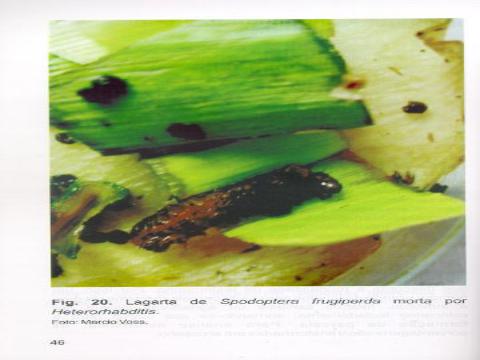 Fig. 20. Lagarta de Spodoptera frugiperda morta por
Heterorhabditis.
Foto: Marcio Voss.
46